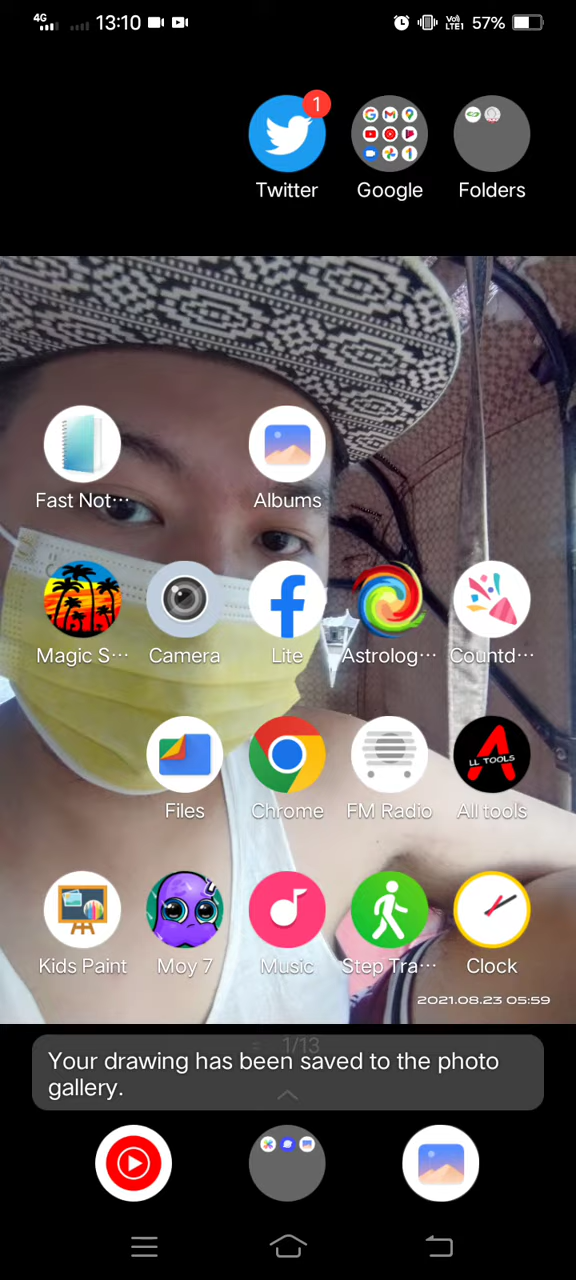 4G 13:10 VoLTE1 57%
1
Twitter Google Folders
Fast Not… Albums
Magic S… Camera Lite Astrolog… Countd…
LL TOOLS
Files Chrome FM Radio All tools
Kids Paint Moy 7 Music Step Tra… Clock
2021.08.23 05:59
1/13
Your drawing has been saved to the photo
gallery.